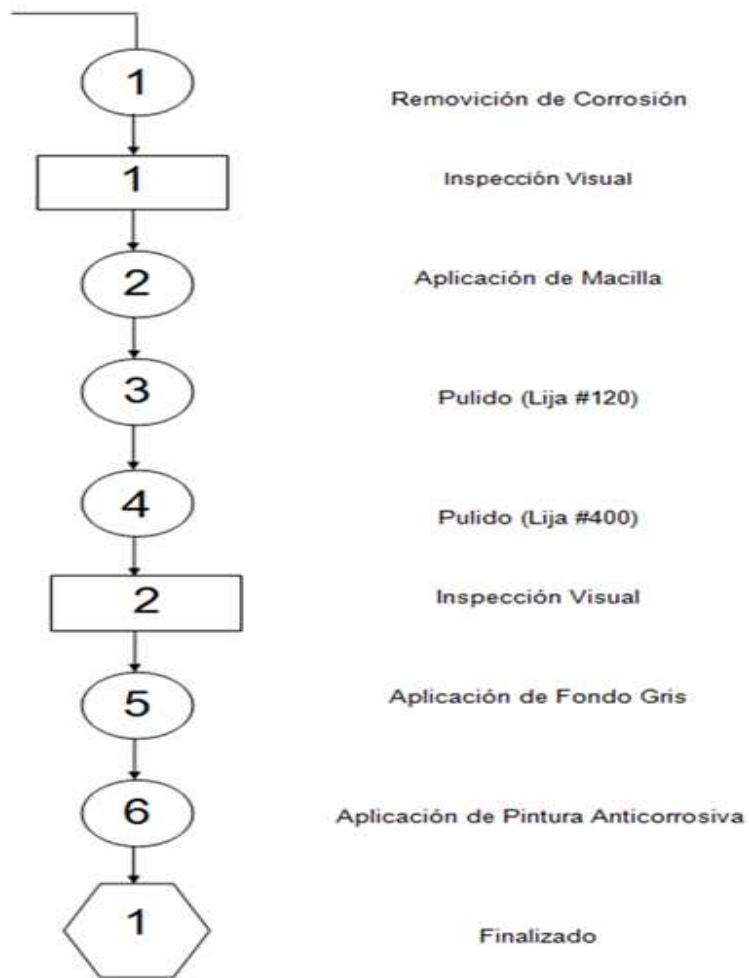 1 Removición de Corrosión
1 Inspección Visual
2 Aplicación de Macilla
3 Pulido (Lija #120)
4 Pulido (Lija #400)
2 Inspección Visual
5 Aplicación de Fondo Gris
6 Aplicación de Pintura Anticorrosiva
1 Finalizado